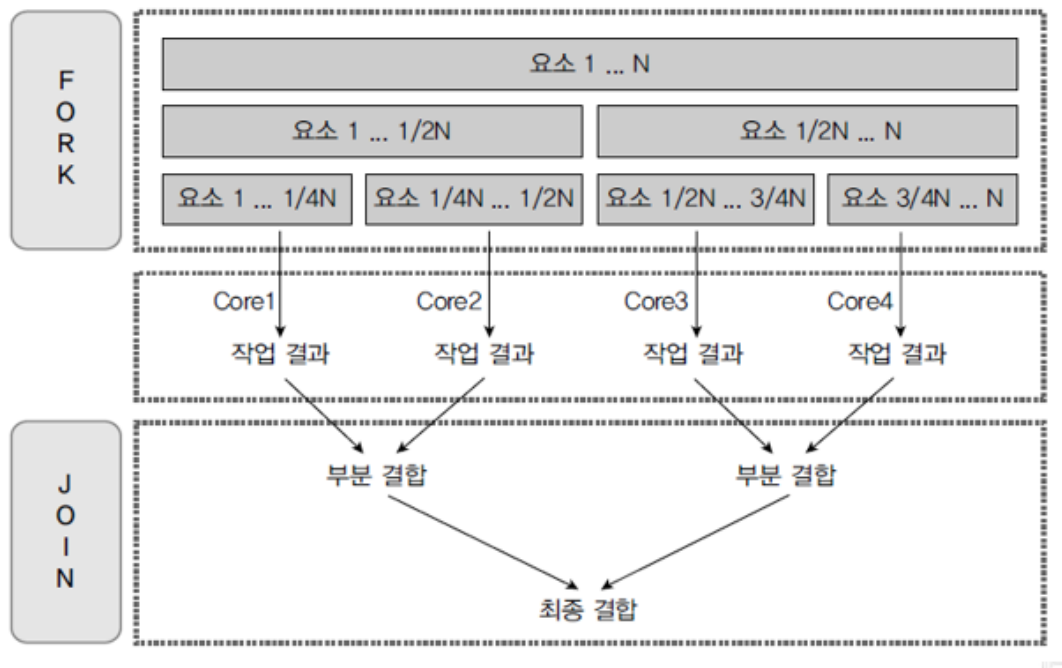 FORK
요소 1 ... N
요소 1 ... 1/2N
요소 1/2N ... N
요소 1 ... 1/4N
요소 1/4N ... 1/2N
요소 1/2N ... 3/4N
요소 3/4N ... N
Core1
Core2
Core3
Core4
작업 결과
작업 결과
작업 결과
작업 결과
JOIN
부분 결합
부분 결합
최종 결합